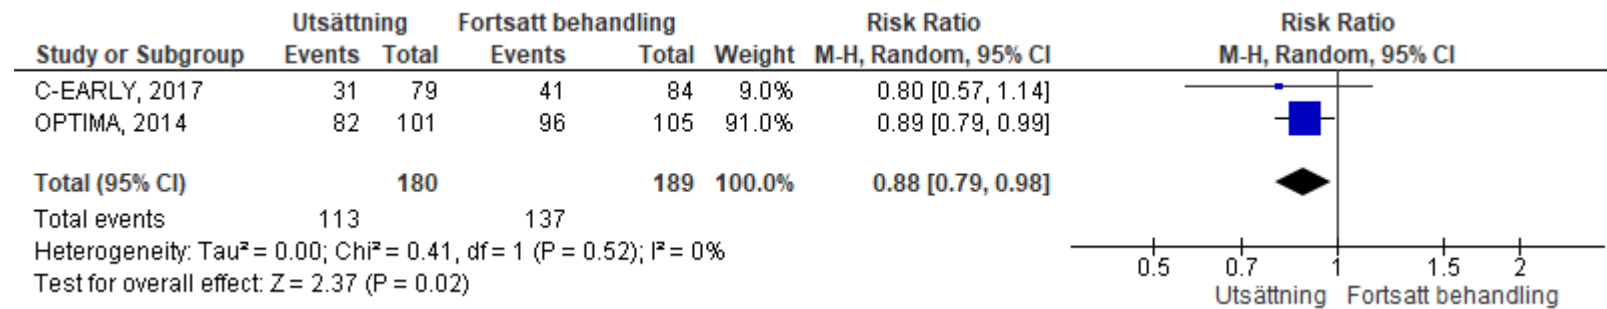 Utsättning Fortsatt behandling Risk Ratio Risk Ratio
Study or Subgroup Events Total Events Total Weight M-H, Random, 95% CI M-H, Random, 95% CI
C-EARLY, 2017 31 79 41 84 9.0% 0.80 [0.57, 1.14]
OPTIMA, 2014 82 101 96 105 91.0% 0.89 [0.79, 0.99]
Total (95% CI) 180 189 100.0% 0.88 [0.79, 0.98]
Total events 113 137
Heterogeneity: Tau² = 0.00; Chi² = 0.41, df = 1 (P = 0.52); I² = 0%
Test for overall effect: Z = 2.37 (P = 0.02)
0.5 0.7 1 1.5 2
Utsättning Fortsatt behandling